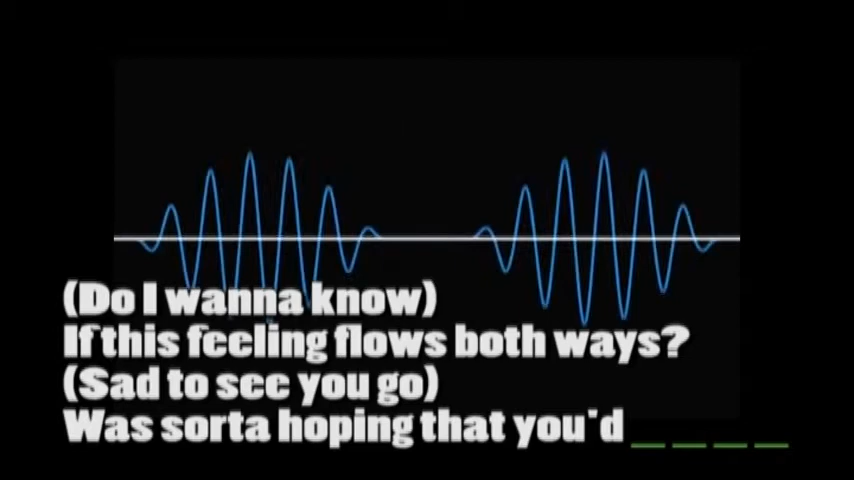 (Do I wanna know)
If this feeling flows both ways?
(Sad to see you go)
Was sorta hoping that you'd _ _ _ _